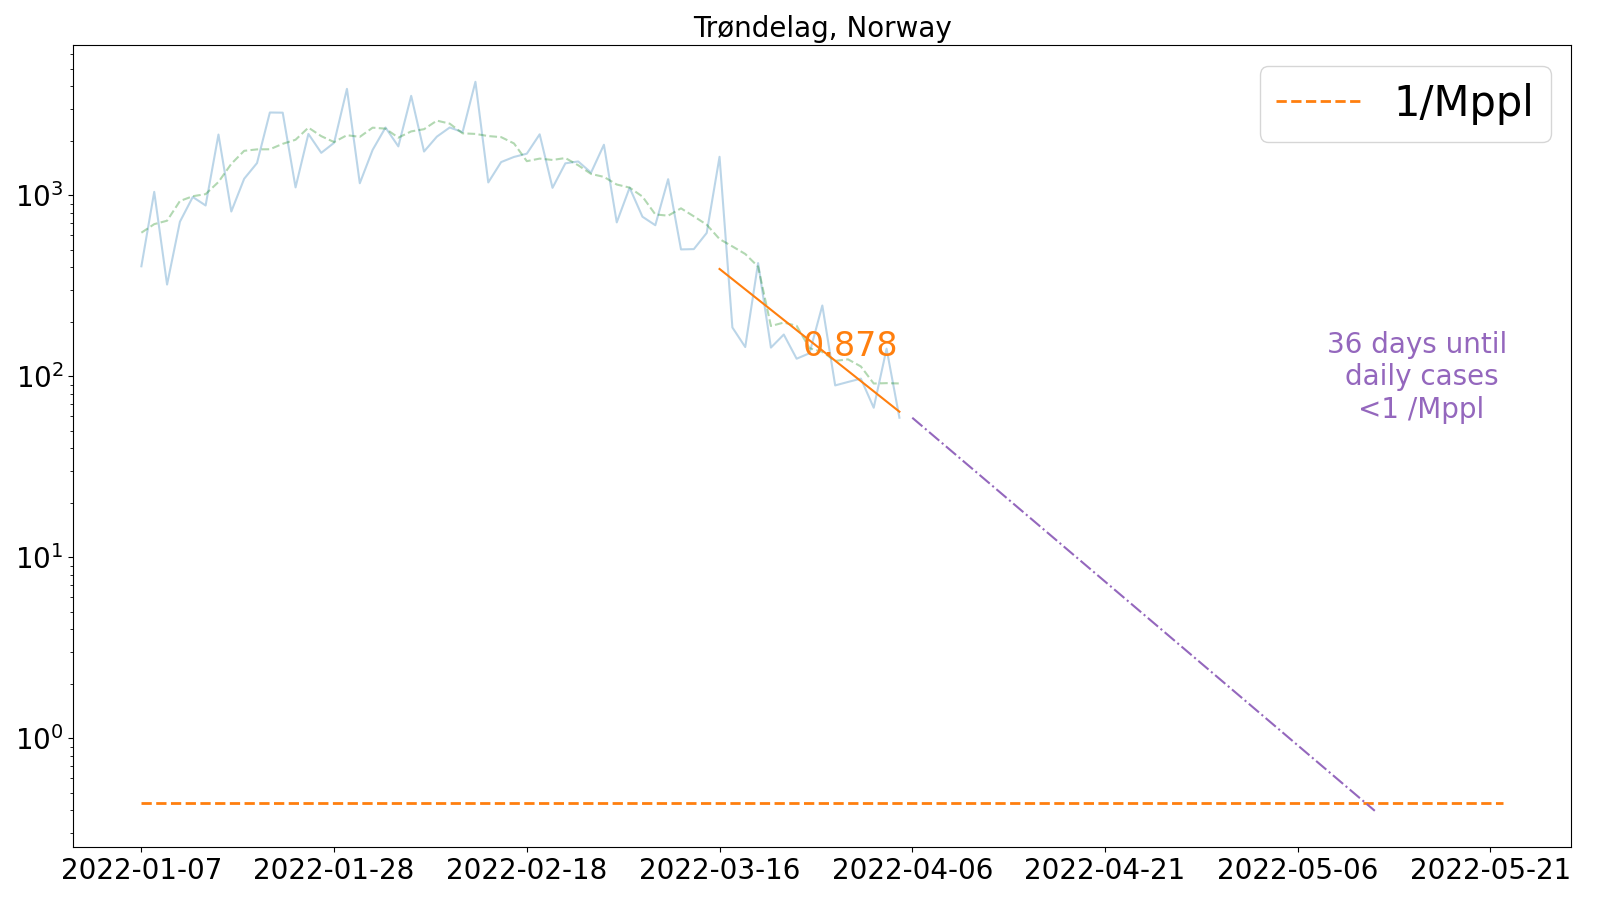 Trøndelag, Norway
1/Mppl
10³
10²
10¹
10⁰
0.878
36 days until
daily cases
<1 /Mppl
2022-01-07 2022-01-28 2022-02-18 2022-03-16 2022-04-06 2022-04-21 2022-05-06 2022-05-21